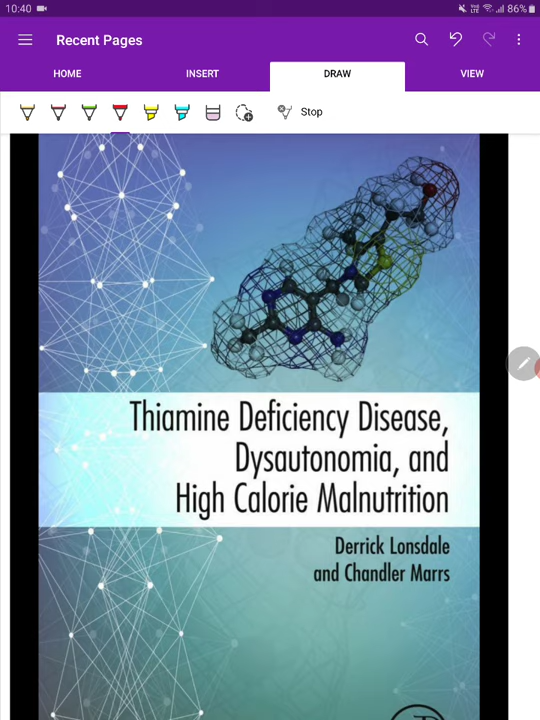 10:40 86%
Recent Pages
HOME INSERT DRAW VIEW
Stop
Thiamine Deficiency Disease,
Dysautonomia, and
High Calorie Malnutrition
Derrick Lonsdale
and Chandler Marrs